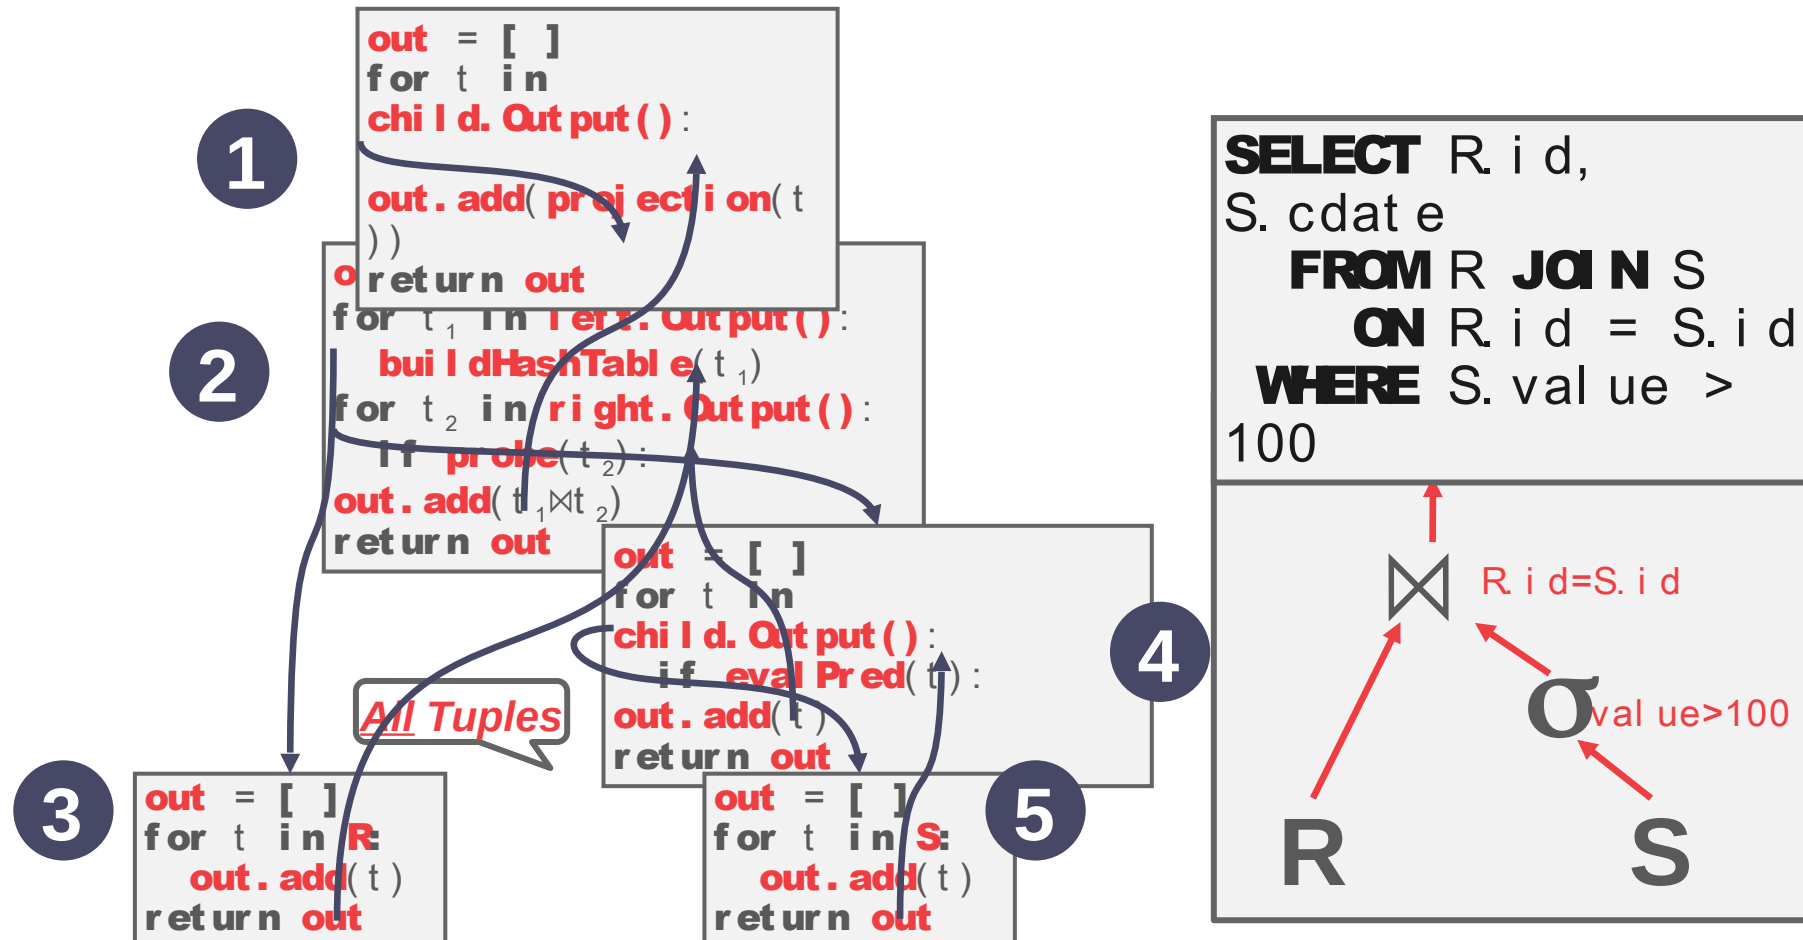 1
out = [ ]
for t in
child.Output():
out.add(projection(t
))
return out
2
o
for t1 in left.Output():
buildHashTable(t1)
for t2 in right.Output():
if probe(t2):
out.add(t1⋈t2)
return out
3
out = [ ]
for t in R:
out.add(t)
return out
All Tuples
4
out = [ ]
for t in
child.Output():
if evalPred(t):
out.add(t)
return out
5
out = [ ]
for t in S:
out.add(t)
return out
SELECT R.id,
S.cdate
FROM R JOIN S
ON R.id = S.id
WHERE S.value >
100
⋈ R.id=S.id
σ value>100
R S